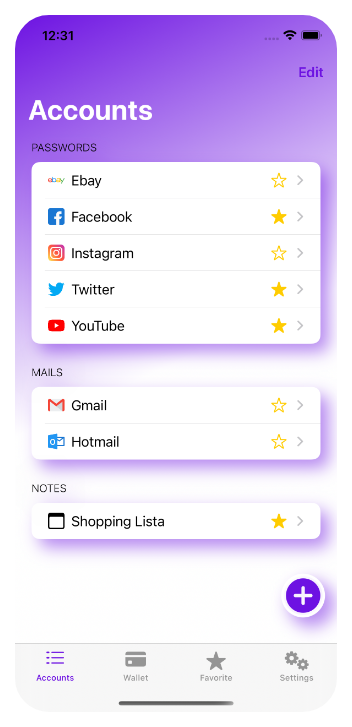 12:31
Edit
Accounts
PASSWORDS
ebay Ebay
Facebook
Instagram
Twitter
YouTube
MAILS
Gmail
Hotmail
NOTES
Shopping Lista
Accounts Wallet Favorite Settings